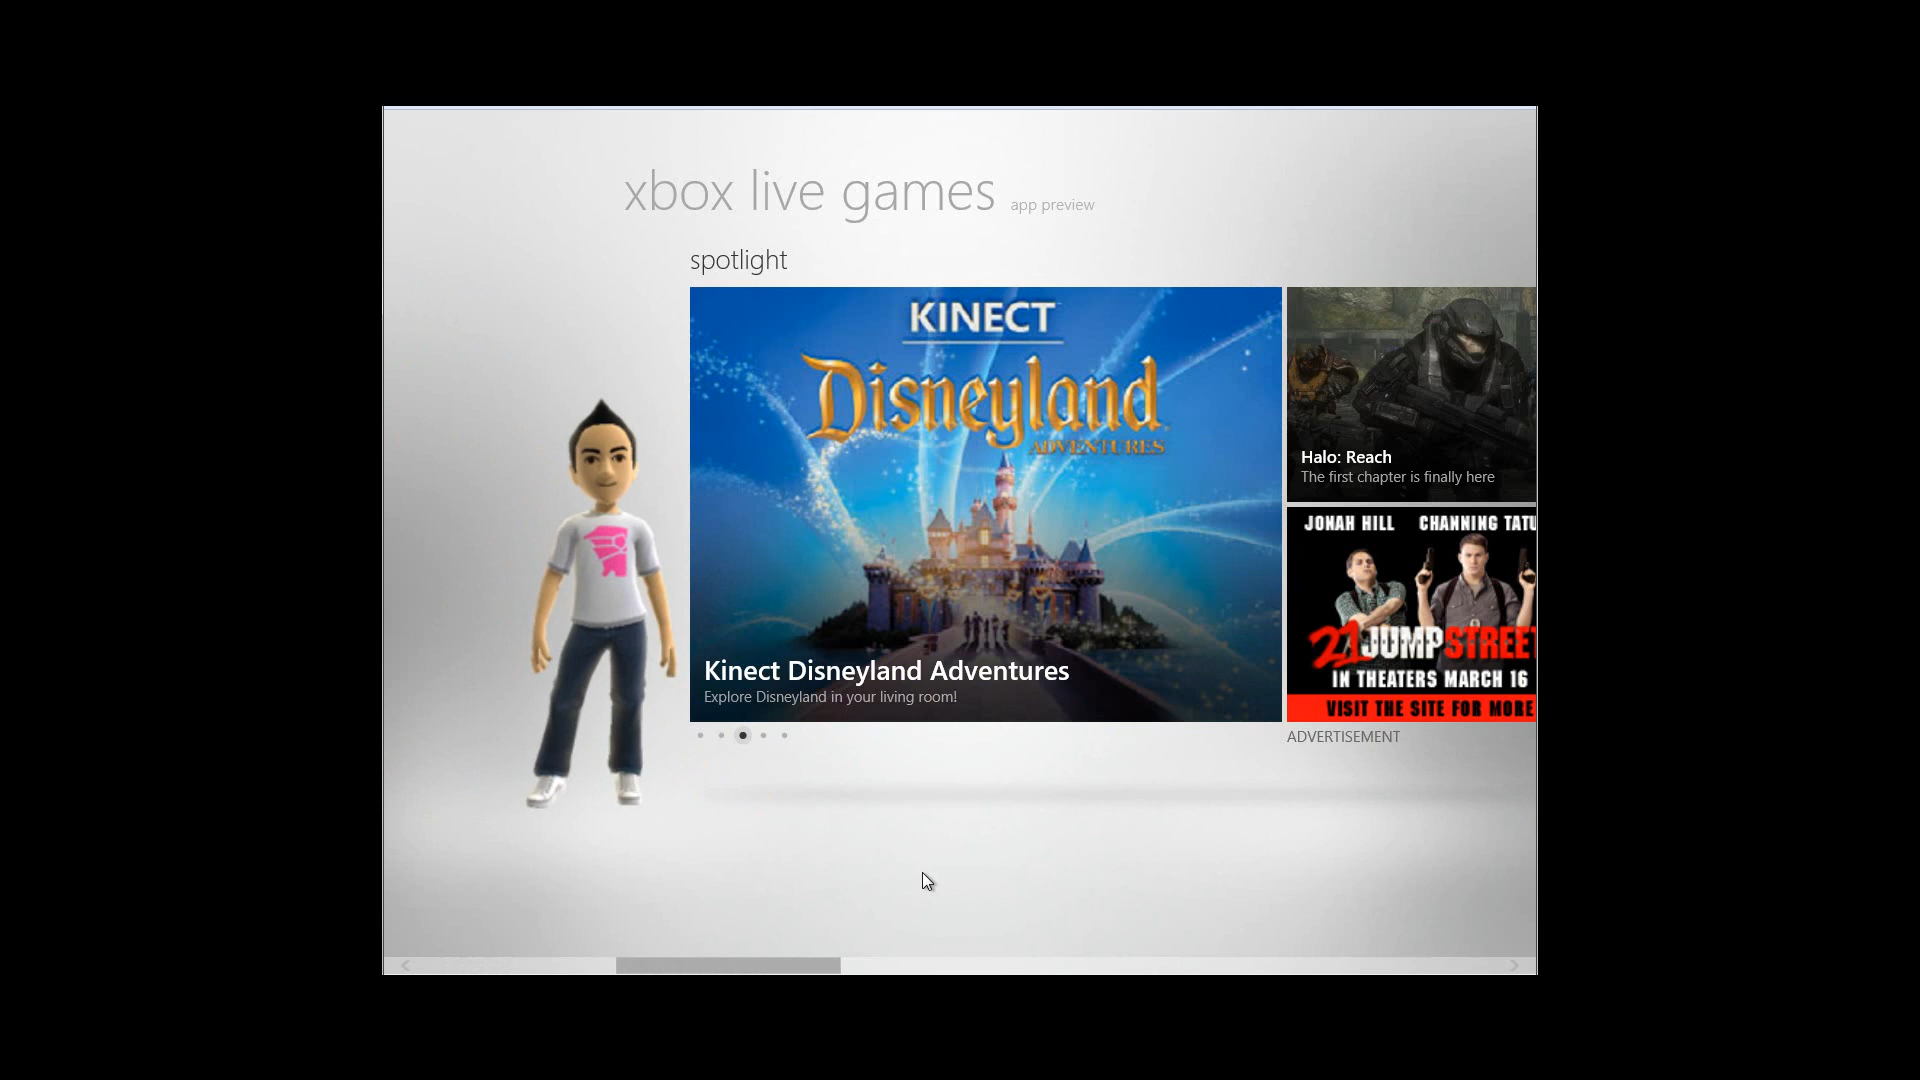 xbox live games app preview
spotlight
KINECT
Disneyland
ADVENTURES
Kinect Disneyland Adventures
Explore Disneyland in your living room!
Halo: Reach
The first chapter is finally here
JONAH HILL CHANNING TATU
21 JUMP STREET
IN THEATERS MARCH 16
VISIT THE SITE FOR MORE
ADVERTISEMENT